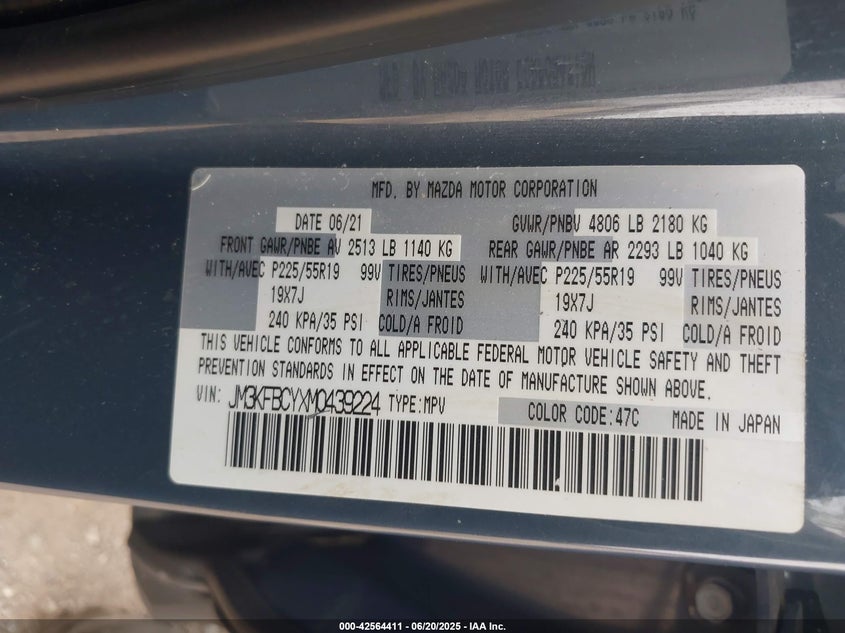 MFD. BY MAZDA MOTOR CORPORATION
DATE 06/21 GVWR/PNBV 4806 LB 2180 KG
FRONT GAWR/PNBE AV 2513 LB 1140 KG REAR GAWR/PNBE AR 2293 LB 1040 KG
WITH/AVEC P225/55R19 99V TIRES/PNEUS WITH/AVEC P225/55R19 99V TIRES/PNEUS
19X7J RIMS/JANTES 19X7J RIMS/JANTES
240 KPA/35 PSI COLD/A FROID 240 KPA/35 PSI COLD/A FROID
THIS VEHICLE CONFORMS TO ALL APPLICABLE FEDERAL MOTOR VEHICLE SAFETY AND THEFT
PREVENTION STANDARDS IN EFFECT ON THE DATE OF MANUFACTURE SHOWN ABOVE.
VIN: JM3KFBCYXM0439224 TYPE:MPV COLOR CODE:47C MADE IN JAPAN
000-42564411 - 06/20/2025 - IAA Inc.